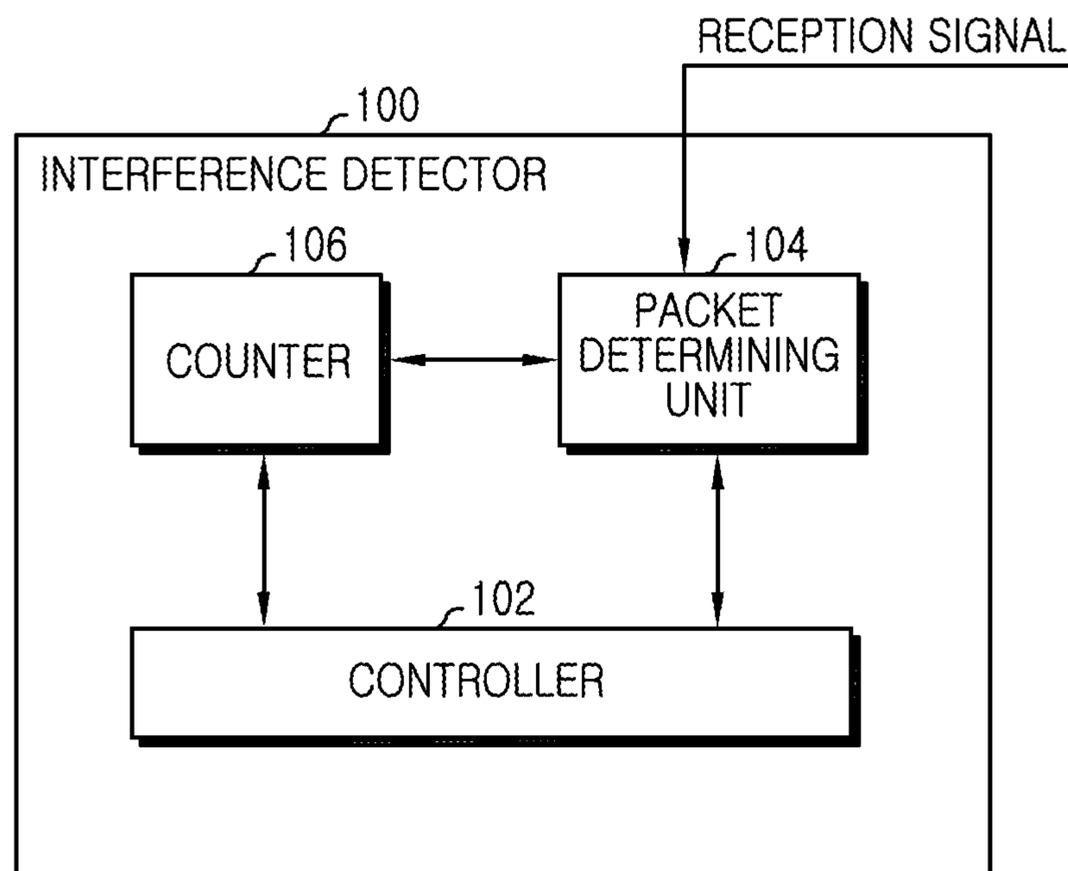 RECEPTION SIGNAL
100
INTERFERENCE DETECTOR
106
COUNTER
104
PACKET
DETERMINING
UNIT
102
CONTROLLER